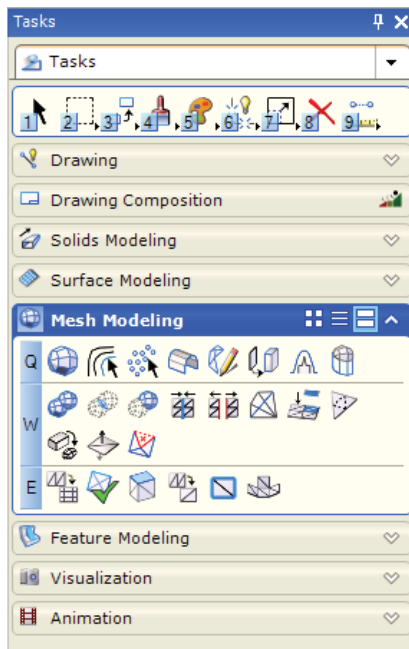 Tasks
Tasks
1 2 3 4 5 6 7 8 9
Drawing
Drawing Composition
Solids Modeling
Surface Modeling
Mesh Modeling
Q
W
E
Feature Modeling
Visualization
Animation